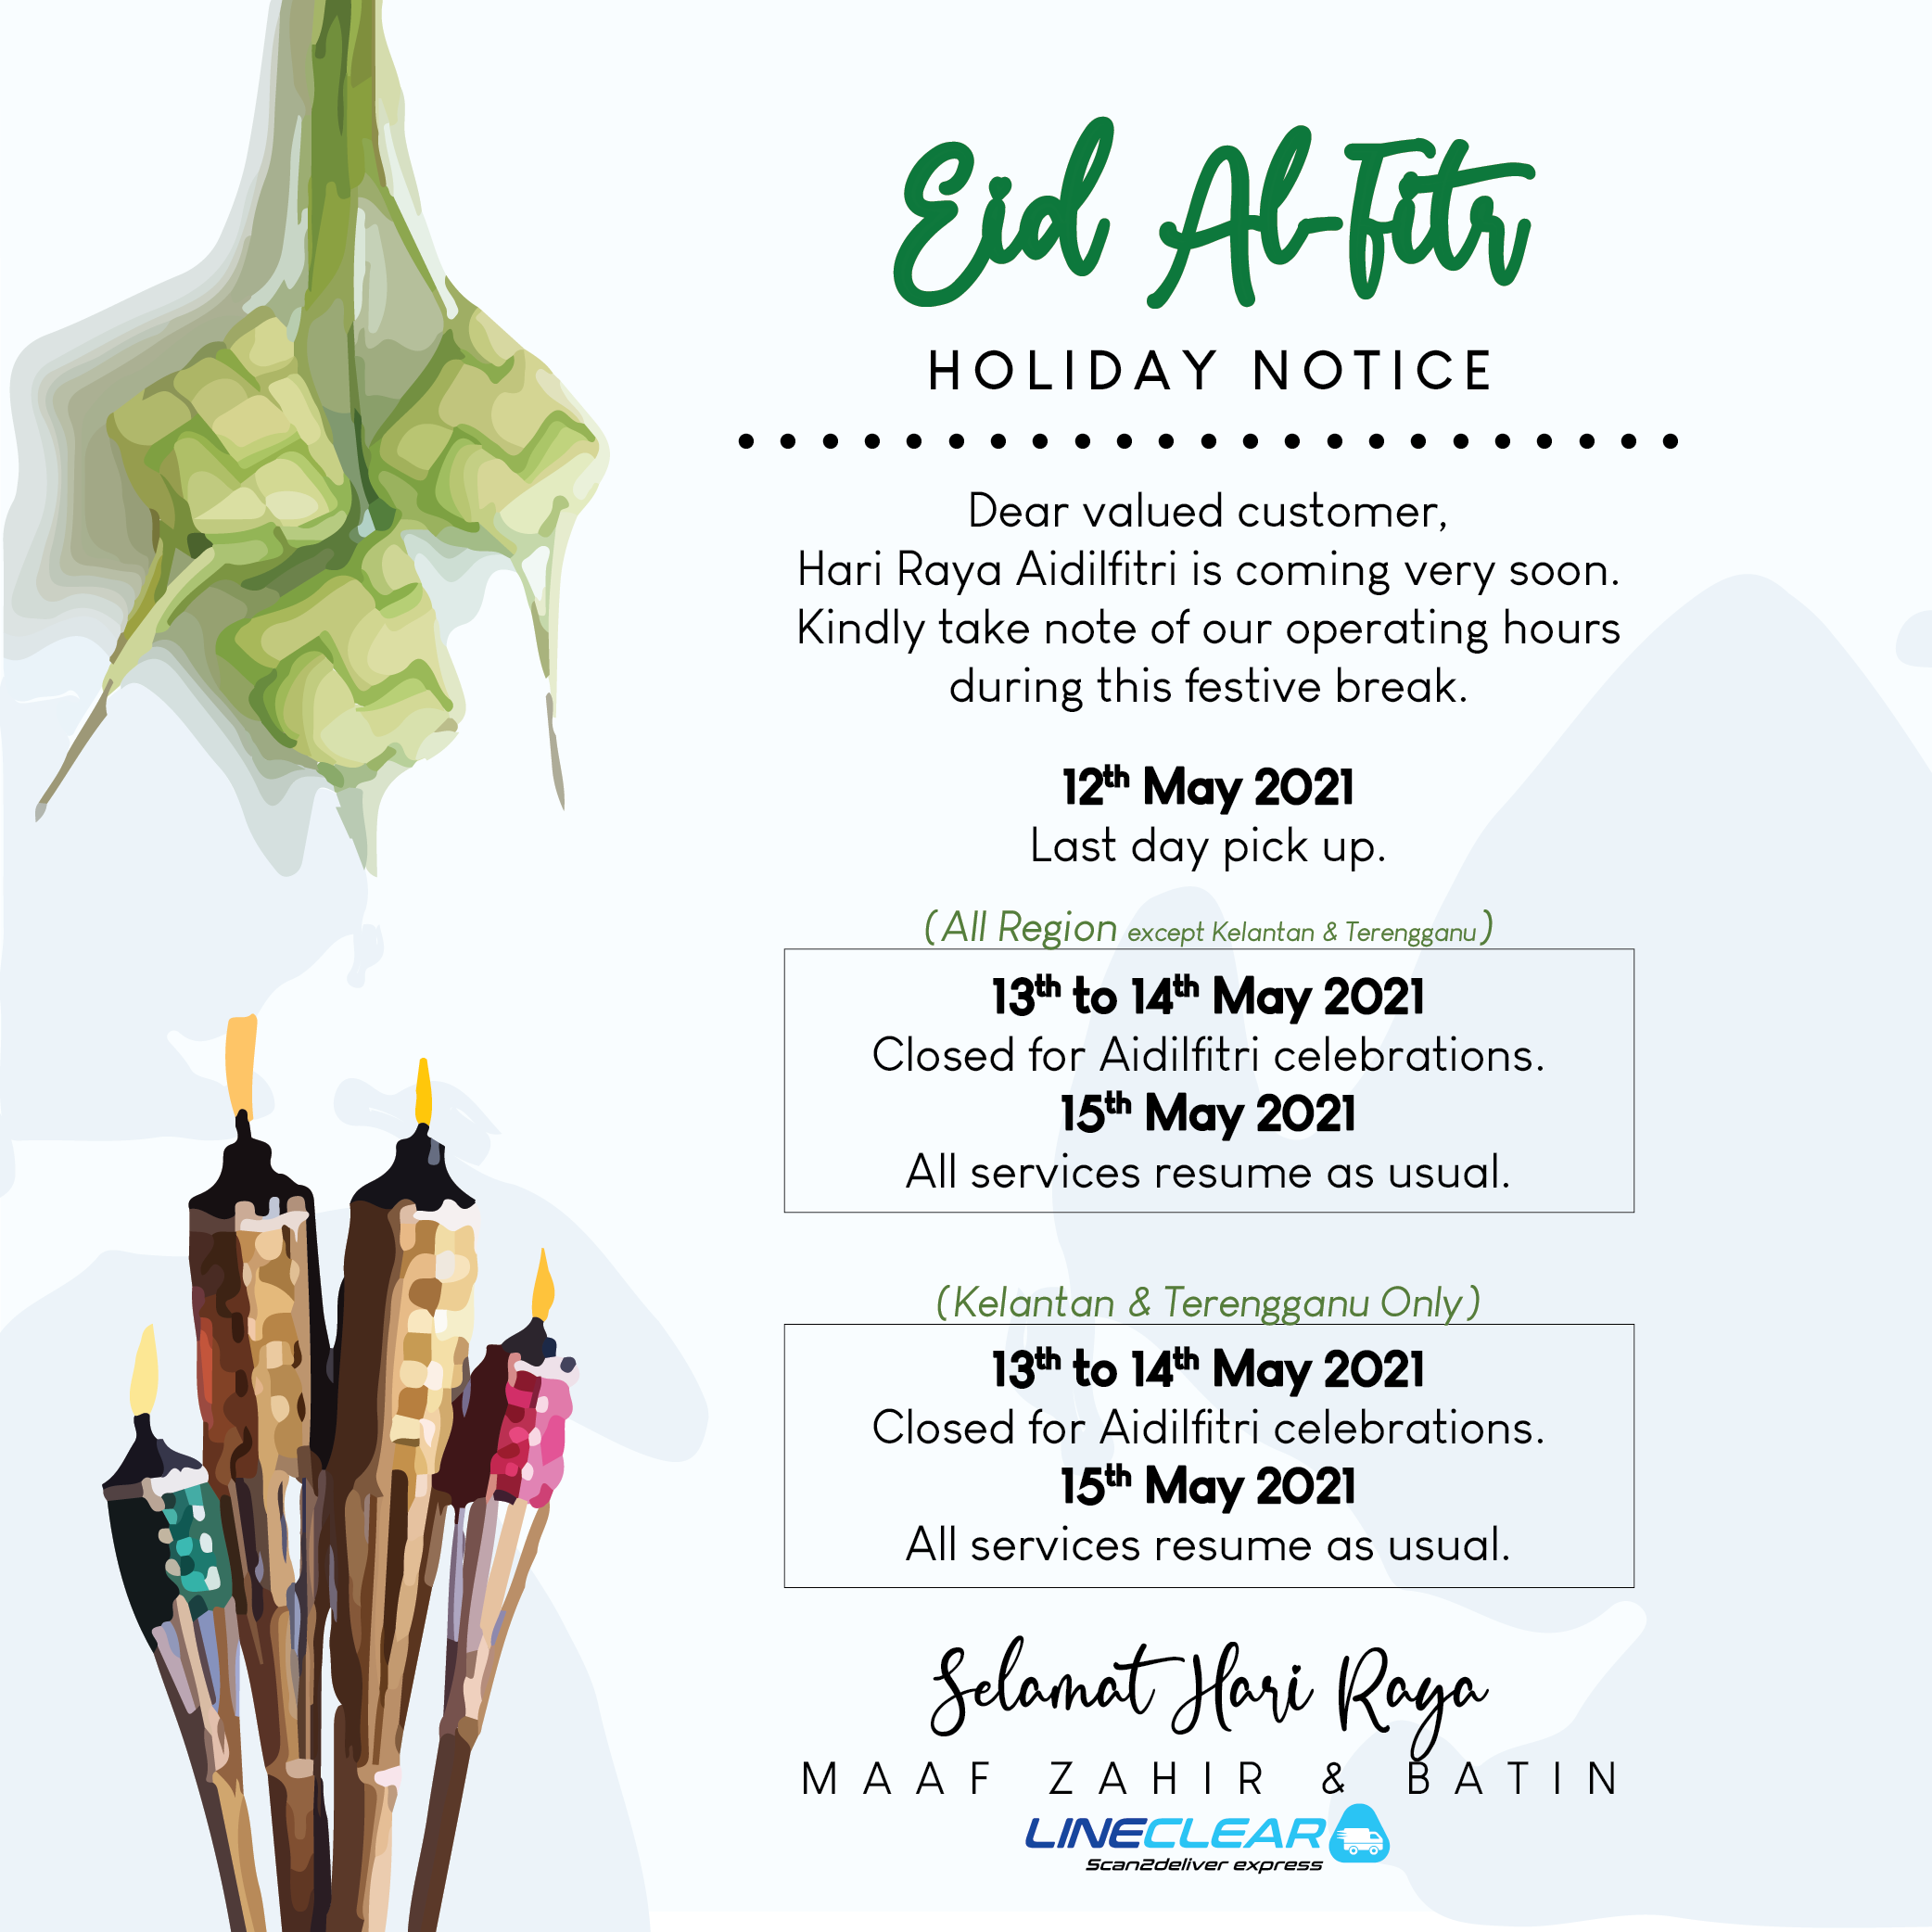 Eid Al-Fitr
HOLIDAY NOTICE
Dear valued customer,
Hari Raya Aidilfitri is coming very soon.
Kindly take note of our operating hours
during this festive break.
12th May 2021
Last day pick up.
(All Region except Kelantan & Terengganu)
13th to 14th May 2021
Closed for Aidilfitri celebrations.
15th May 2021
All services resume as usual.
(Kelantan & Terengganu Only)
13th to 14th May 2021
Closed for Aidilfitri celebrations.
15th May 2021
All services resume as usual.
Selamat Hari Raya
MAAF ZAHIR & BATIN
LINECLEAR
Scan2deliver express